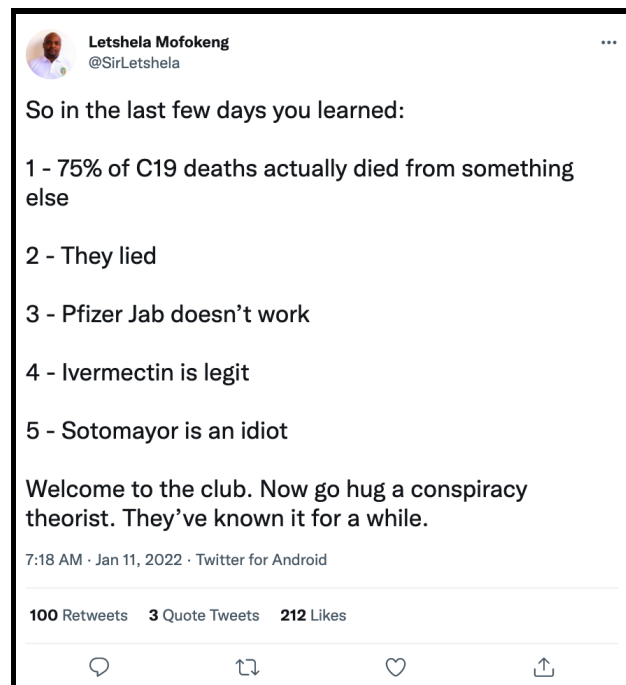 Letshela Mofokeng
@SirLetshela
So in the last few days you learned:
1 - 75% of C19 deaths actually died from something
else
2 - They lied
3 - Pfizer Jab doesn’t work
4 - Ivermectin is legit
5 - Sotomayor is an idiot
Welcome to the club. Now go hug a conspiracy
theorist. They’ve known it for a while.
7:18 AM · Jan 11, 2022 · Twitter for Android
100 Retweets 3 Quote Tweets 212 Likes